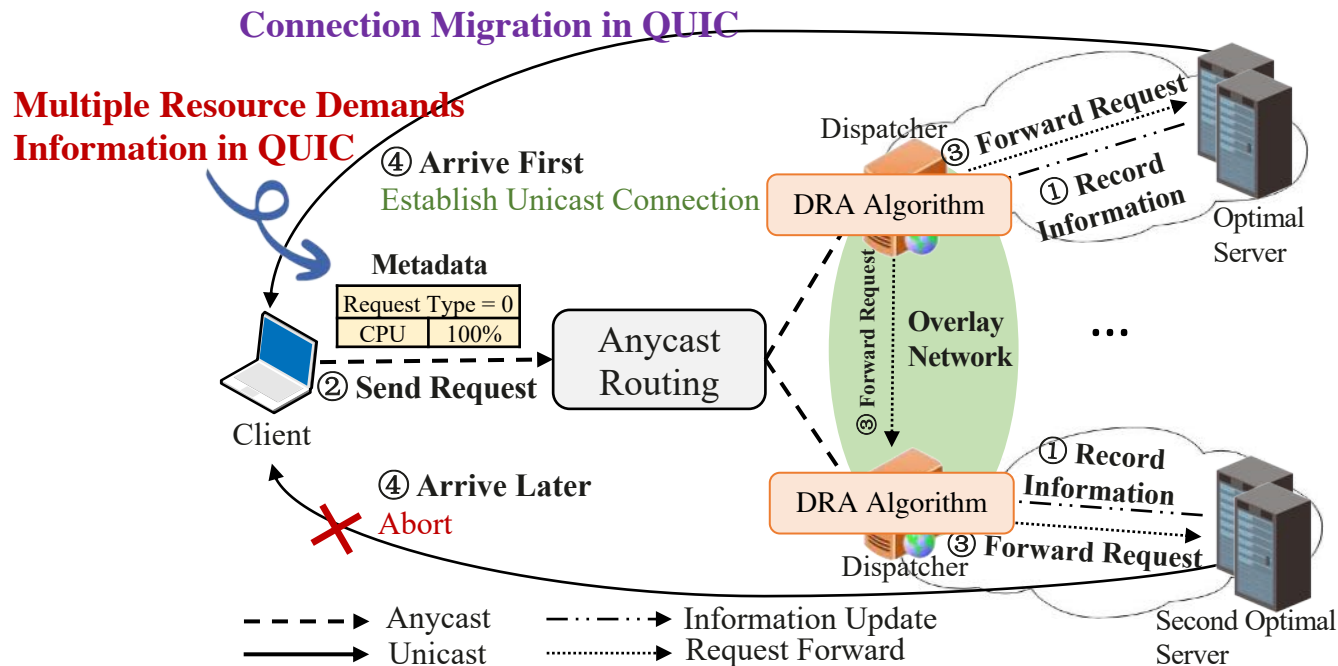 Connection Migration in QUIC
Multiple Resource Demands
Information in QUIC
④ Arrive First
Establish Unicast Connection
Dispatcher
DRA Algorithm
③ Forward Request
① Record
Information
Optimal
Server
Metadata
Request Type = 0
CPU 100%
② Send Request
Client
Anycast
Routing
③ Forward Request
Overlay
Network
...
④ Arrive Later
Abort
DRA Algorithm
Dispatcher
① Record
Information
③ Forward Request
Second Optimal
Server
Anycast
Unicast
Information Update
Request Forward